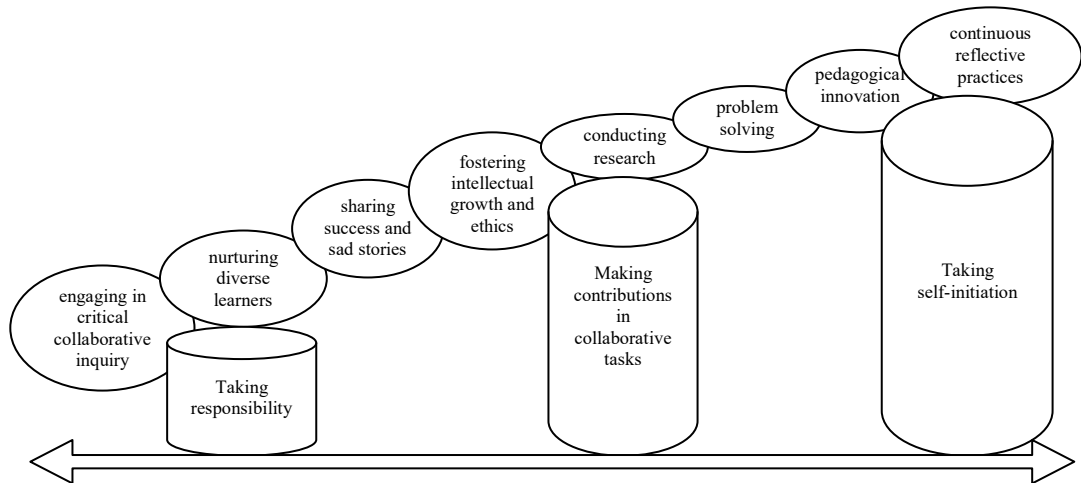 engaging in
critical
collaborative
inquiry
nurturing
diverse
learners
sharing
success and
sad stories
fostering
intellectual
growth and
ethics
conducting
research
problem
solving
pedagogical
innovation
continuous
reflective
practices
Taking
responsibility
Making
contributions
in
collaborative
tasks
Taking
self-initiation